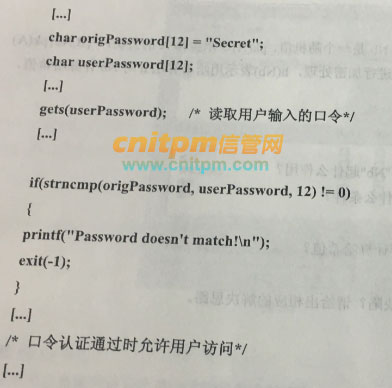 [...]
char origPassword[12] = "Secret";
char userPassword[12];
[...]
gets(userPassword); /* 读取用户输入的口令*/
[...]
cnitpm信管网
www.cnitpm.com
if(strncmp(origPassword, userPassword, 12) != 0)
{
printf("Password doesn't match!\n");
exit(-1);
}
[...]
/* 口令认证通过时允许用户访问*/
[...]